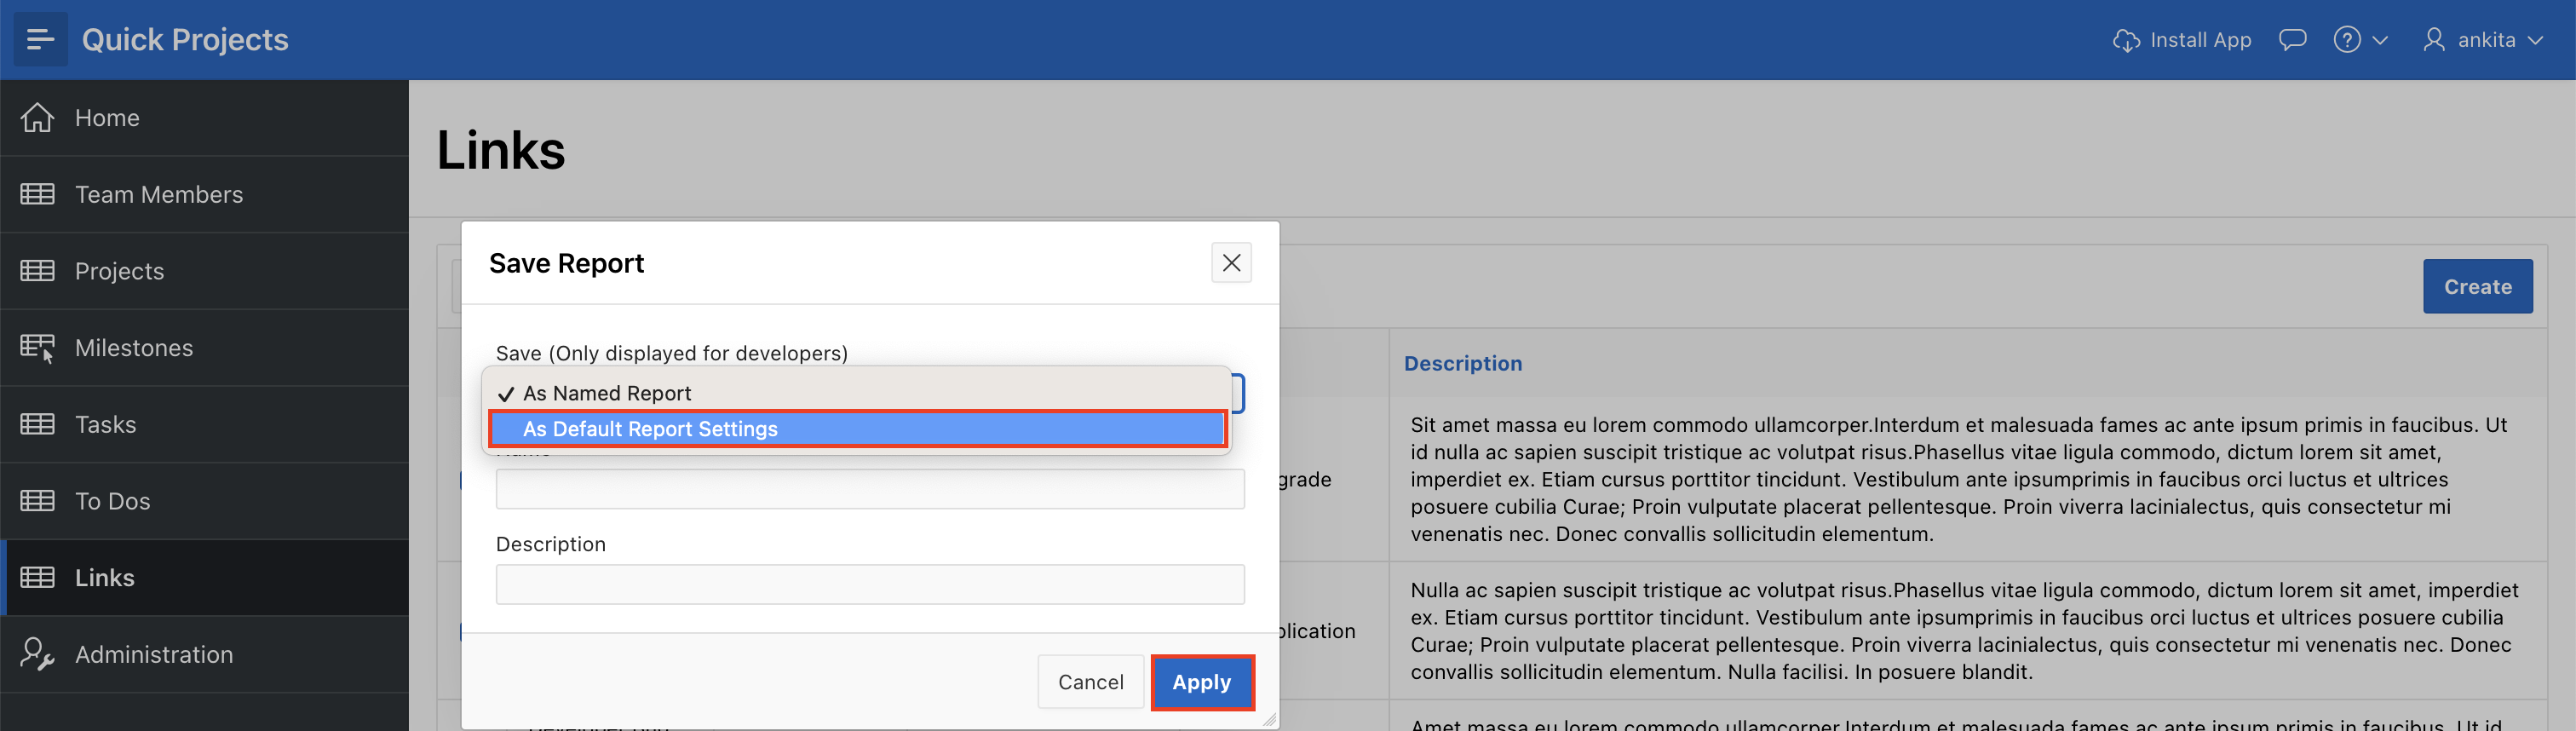 Quick Projects
Install App
ankita
Home
Team Members
Projects
Milestones
Tasks
To Dos
Links
Administration
Links
Create
Save Report
Save (Only displayed for developers)
As Named Report
As Default Report Settings
Description
Cancel
Apply
grade
Description
Sit amet massa eu lorem commodo ullamcorper.Interdum et malesuada fames ac ante ipsum primis in faucibus. Ut
id nulla ac sapien suscipit tristique ac volutpat risus.Phasellus vitae ligula commodo, dictum lorem sit amet,
imperdiet ex. Etiam cursus porttitor tincidunt. Vestibulum ante ipsumprimis in faucibus orci luctus et ultrices
posuere cubilia Curae; Proin vulputate placerat pellentesque. Proin viverra lacinialectus, quis consectetur mi
venenatis nec. Donec convallis sollicitudin elementum.
plication
Nulla ac sapien suscipit tristique ac volutpat risus.Phasellus vitae ligula commodo, dictum lorem sit amet, imperdiet
ex. Etiam cursus porttitor tincidunt. Vestibulum ante ipsumprimis in faucibus orci luctus et ultrices posuere cubilia
Curae; Proin vulputate placerat pellentesque. Proin viverra lacinialectus, quis consectetur mi venenatis nec. Donec
convallis sollicitudin elementum. Nulla facilisi. In posuere blandit.
Amet massa eu lorem commodo ullamcorper.Interdum et malesuada fames ac ante ipsum primis in faucibus. Ut id